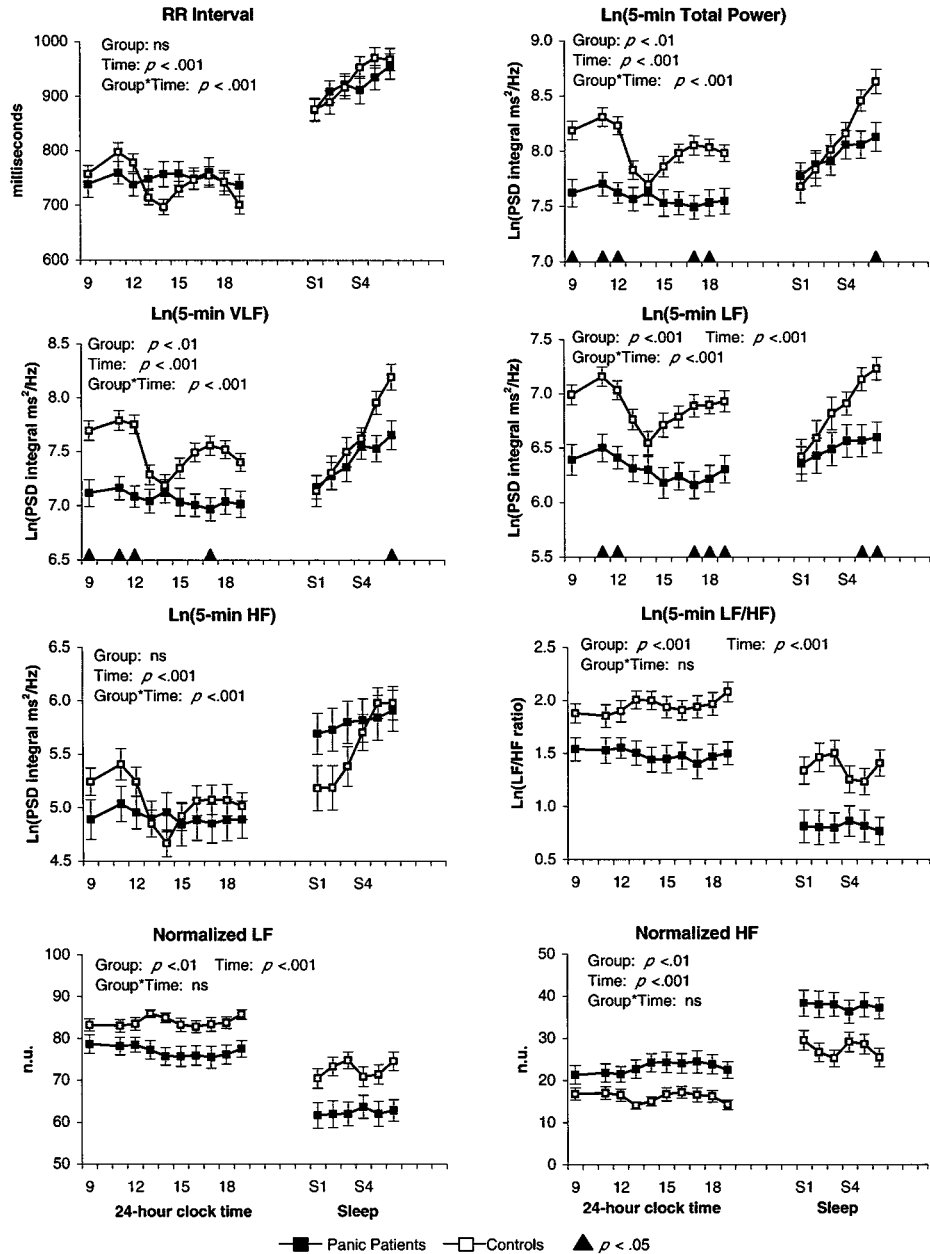 RR Interval
Group: ns
Time: p < .001
Group*Time: p < .001
milliseconds
1000
900
800
700
600
9 12 15 18 S1 S4
Ln(5-min Total Power)
Group: p < .01
Time: p < .001
Group*Time: p < .001
Ln(PSD integral ms²/Hz)
9.0
8.5
8.0
7.5
7.0
9 12 15 18 S1 S4
Ln(5-min VLF)
Group: p < .01
Time: p < .001
Group*Time: p < .001
Ln(PSD integral ms²/Hz)
8.5
8.0
7.5
7.0
6.5
9 12 15 18 S1 S4
Ln(5-min LF)
Group: p < .001 Time: p < .001
Group*Time: p < .001
Ln(PSD integral ms²/Hz)
7.5
7.0
6.5
6.0
5.5
9 12 15 18 S1 S4
Ln(5-min HF)
Group: ns
Time: p < .001
Group*Time: p < .001
Ln(PSD integral ms²/Hz)
6.5
6.0
5.5
5.0
4.5
9 12 15 18 S1 S4
Ln(5-min LF/HF)
Group: p <.001 Time: p <.001
Group*Time: ns
Ln(LF/HF ratio)
2.5
2.0
1.5
1.0
0.5
9 12 15 18 S1 S4
Normalized LF
Group: p <.01 Time: p <.001
Group*Time: ns
n.u.
100
90
80
70
60
50
9 12 15 18 S1 S4
24-hour clock time Sleep
Normalized HF
Group: p <.01
Time: p <.001
Group*Time: ns
n.u.
50
40
30
20
10
0
9 12 15 18 S1 S4
24-hour clock time Sleep
Panic Patients Controls p < .05